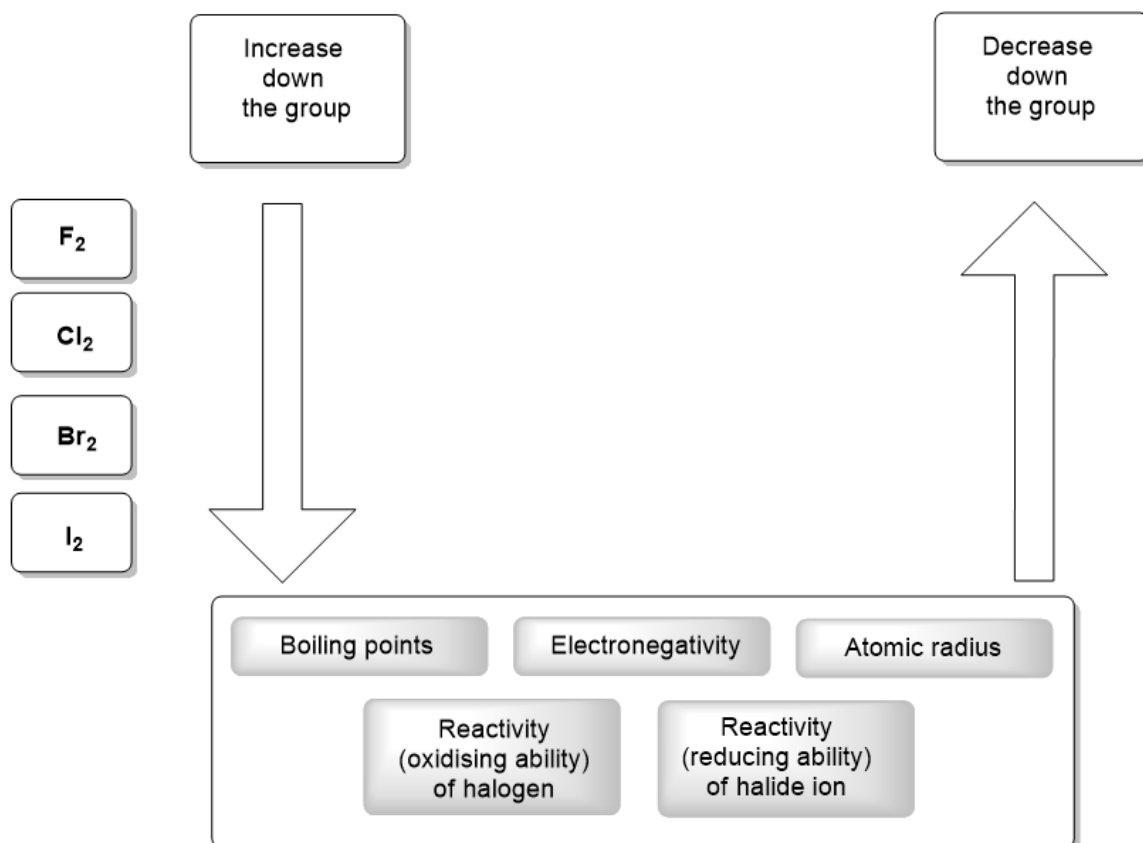 Increase
down
the group
Decrease
down
the group
F₂
Cl₂
Br₂
I₂
Boiling points
Electronegativity
Atomic radius
Reactivity
(oxidising ability)
of halogen
Reactivity
(reducing ability)
of halide ion